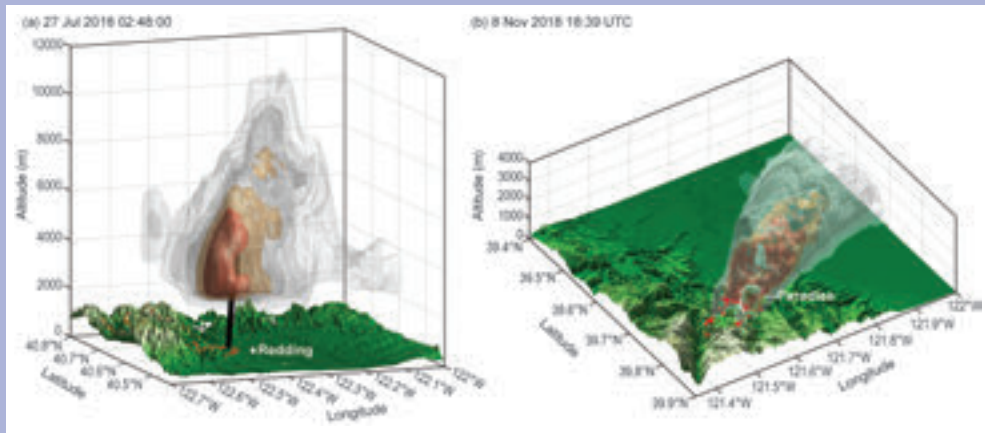 (a) 27 Jul 2018 02:48:00
12000
10000
8000
6000
4000
2000
0
Altitude (m)
40.8°N
40.7°N
40.6°N
40.5°N
Latitude
Redding
122.7°W
122.6°W
122.5°W
122.4°W
122.3°W
122.2°W
122.1°W
122°W
Longitude
(b) 8 Nov 2018 18:39 UTC
4000
3000
2000
1000
0
Altitude (m)
39.4°N
39.5°N
39.6°N
39.7°N
39.8°N
39.9°N
Latitude
Paradise
121.4°W
121.5°W
121.6°W
121.7°W
121.8°W
121.9°W
122°W
Longitude